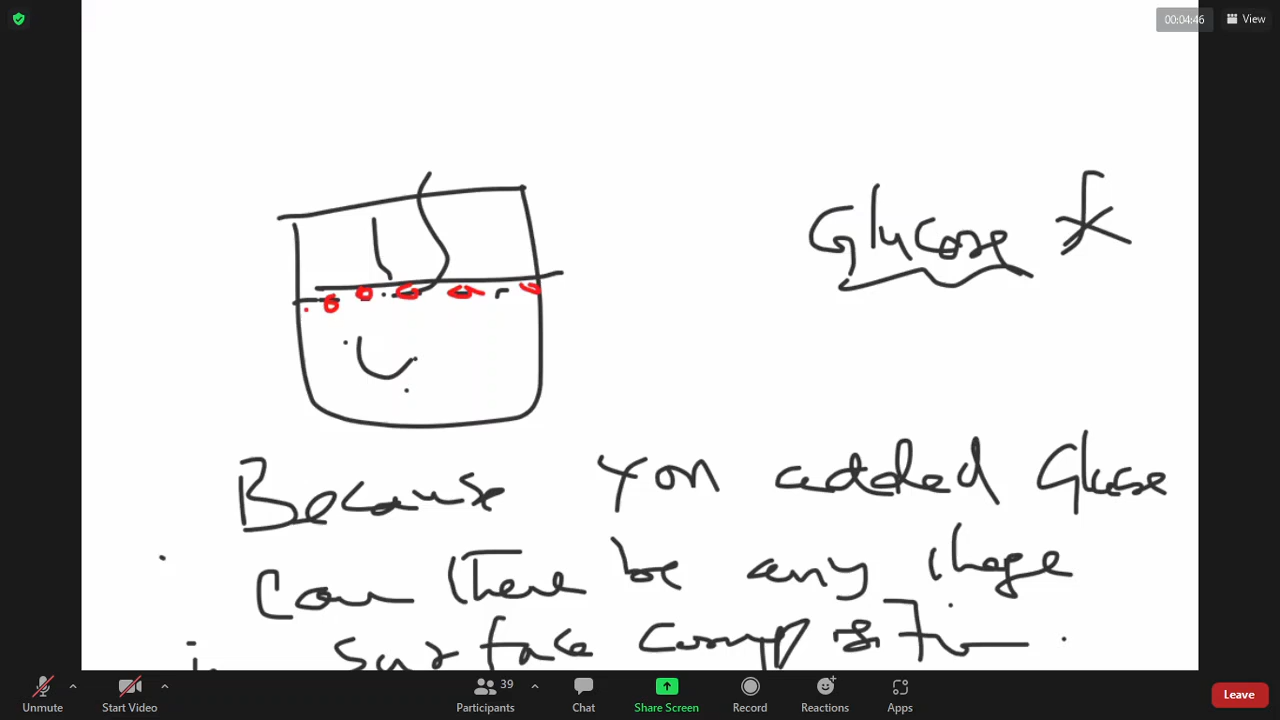 00:04:46 View
Glucose
Because you added Glucose
Can there be any change
in surface composition
Unmute Start Video 39 Participants Chat Share Screen Record Reactions Apps Leave